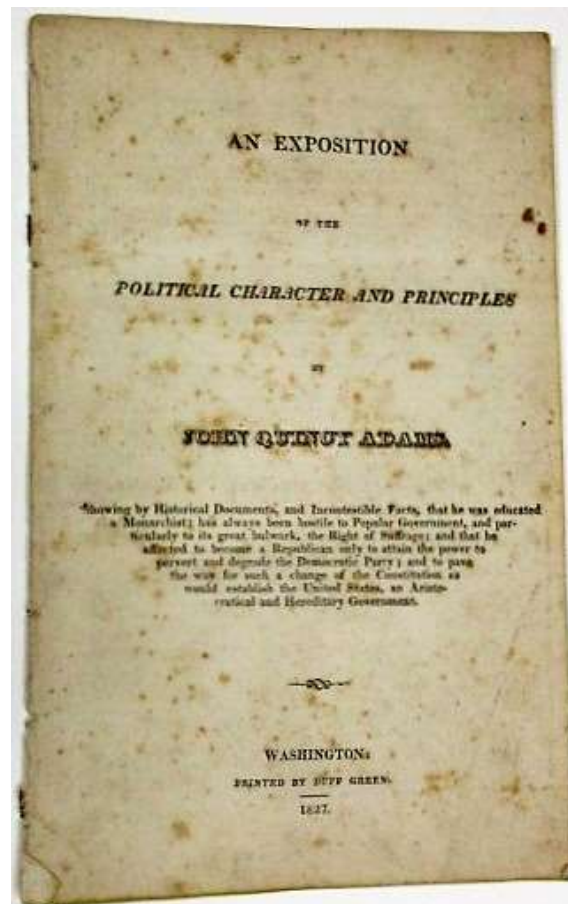 AN EXPOSITION
OF THE
POLITICAL CHARACTER AND PRINCIPLES
OF
JOHN QUINCY ADAMS.
Showing by Historical Documents, and Incontestible Facts, that he was educated
a Monarchist; has always been hostile to Popular Government, and par-
ticularly to its great bulwark, the Right of Suffrage; and that he
affected to become a Republican only to attain the power to
pervert and degrade the Democratic Party; and to pave
the way for such a change of the Constitution as
would establish the United States, an Aristo-
cratical and Hereditary Government.
WASHINGTON:
PRINTED BY DUFF GREEN.
1827.